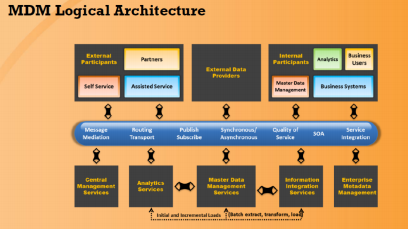 MDM Logical Architecture
External
Participants
Partners
Self Service
Assisted Service
External Data
Providers
Internal
Participants
Analytics
Business
Users
Master Data
Management
Business Systems
Message
Mediation
Routing
Transport
Publish
Subscribe
Synchronous/
Asynchronous
Quality of
Service
SOA
Service
Integration
Central
Management
Services
Analytics
Services
Master Data
Management
Services
Information
Integration
Services
Enterprise
Metadata
Management
Initial and Incremental Loads
(Batch extract, transform, load)